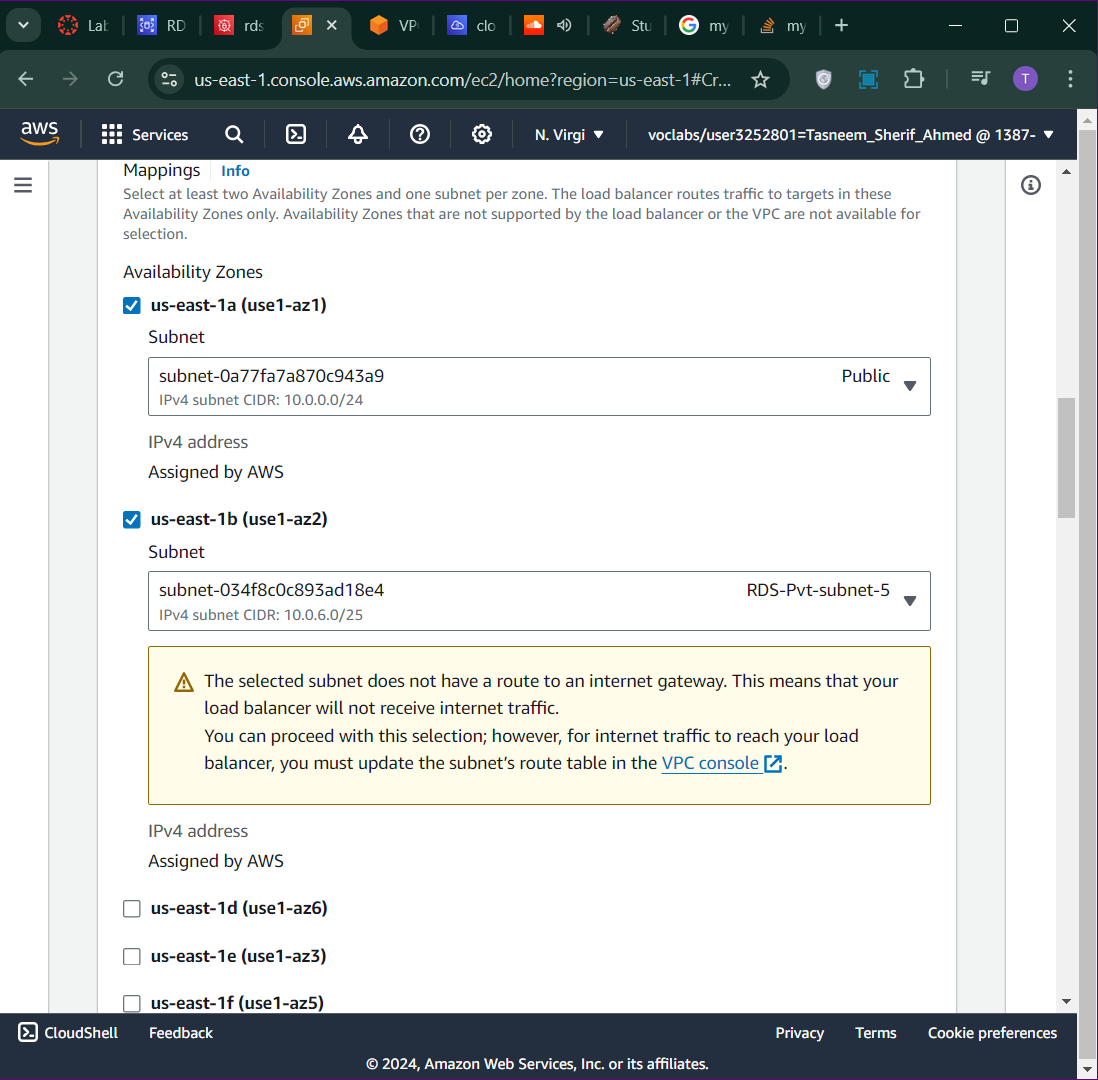 Lab
RD
rds
VP
clo
Stu
my
my
us-east-1.console.aws.amazon.com/ec2/home?region=us-east-1#Cr...
T
aws
Services
N. Virgi
voclabs/user3252801=Tasneem_Sherif_Ahmed @ 1387-
Mappings Info
Select at least two Availability Zones and one subnet per zone. The load balancer routes traffic to targets in these
Availability Zones only. Availability Zones that are not supported by the load balancer or the VPC are not available for
selection.
Availability Zones
us-east-1a (use1-az1)
Subnet
subnet-0a77fa7a870c943a9 Public
IPv4 subnet CIDR: 10.0.0.0/24
IPv4 address
Assigned by AWS
us-east-1b (use1-az2)
Subnet
subnet-034f8c0c893ad18e4 RDS-Pvt-subnet-5
IPv4 subnet CIDR: 10.0.6.0/25
The selected subnet does not have a route to an internet gateway. This means that your
load balancer will not receive internet traffic.
You can proceed with this selection; however, for internet traffic to reach your load
balancer, you must update the subnet's route table in the VPC console.
IPv4 address
Assigned by AWS
us-east-1d (use1-az6)
us-east-1e (use1-az3)
us-east-1f (use1-az5)
CloudShell Feedback Privacy Terms Cookie preferences
© 2024, Amazon Web Services, Inc. or its affiliates.